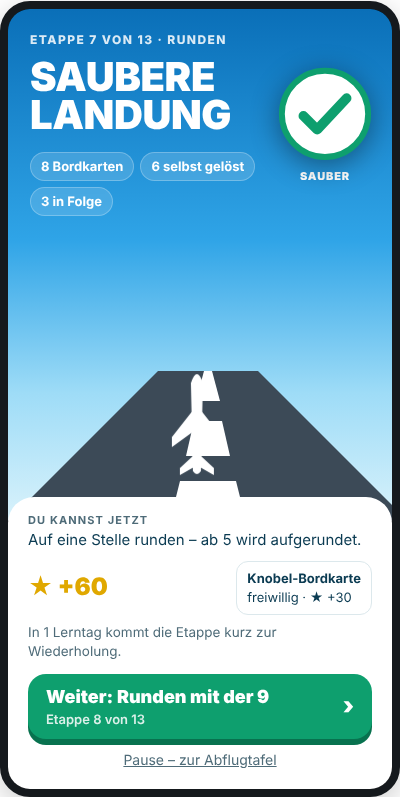 ETAPPE 7 VON 13 · RUNDEN
SAUBERE
LANDUNG
8 Bordkarten
6 selbst gelöst
3 in Folge
SAUBER
DU KANNST JETZT
Auf eine Stelle runden – ab 5 wird aufgerundet.
★ +60
Knobel-Bordkarte
freiwillig · ★ +30
In 1 Lerntag kommt die Etappe kurz zur
Wiederholung.
Weiter: Runden mit der 9
Etappe 8 von 13
›
Pause – zur Abflugtafel